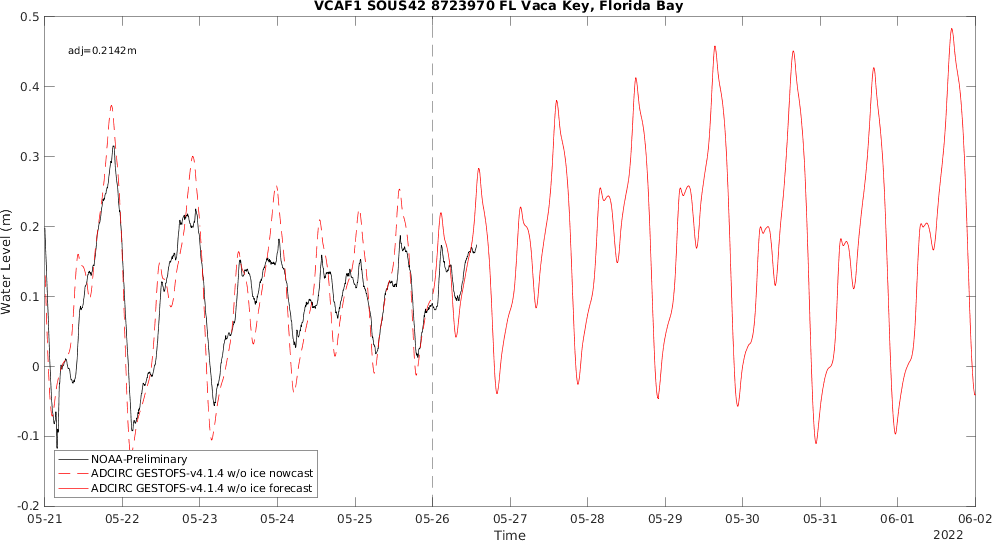 VCAF1 SOUS42 8723970 FL Vaca Key, Florida Bay
adj=0.2142m
Water Level (m)
0.5
0.4
0.3
0.2
0.1
0
-0.1
-0.2
NOAA-Preliminary
ADCIRC GESTOFS-v4.1.4 w/o ice nowcast
ADCIRC GESTOFS-v4.1.4 w/o ice forecast
05-21 05-22 05-23 05-24 05-25 05-26 05-27 05-28 05-29 05-30 05-31 06-01 06-02
Time
2022